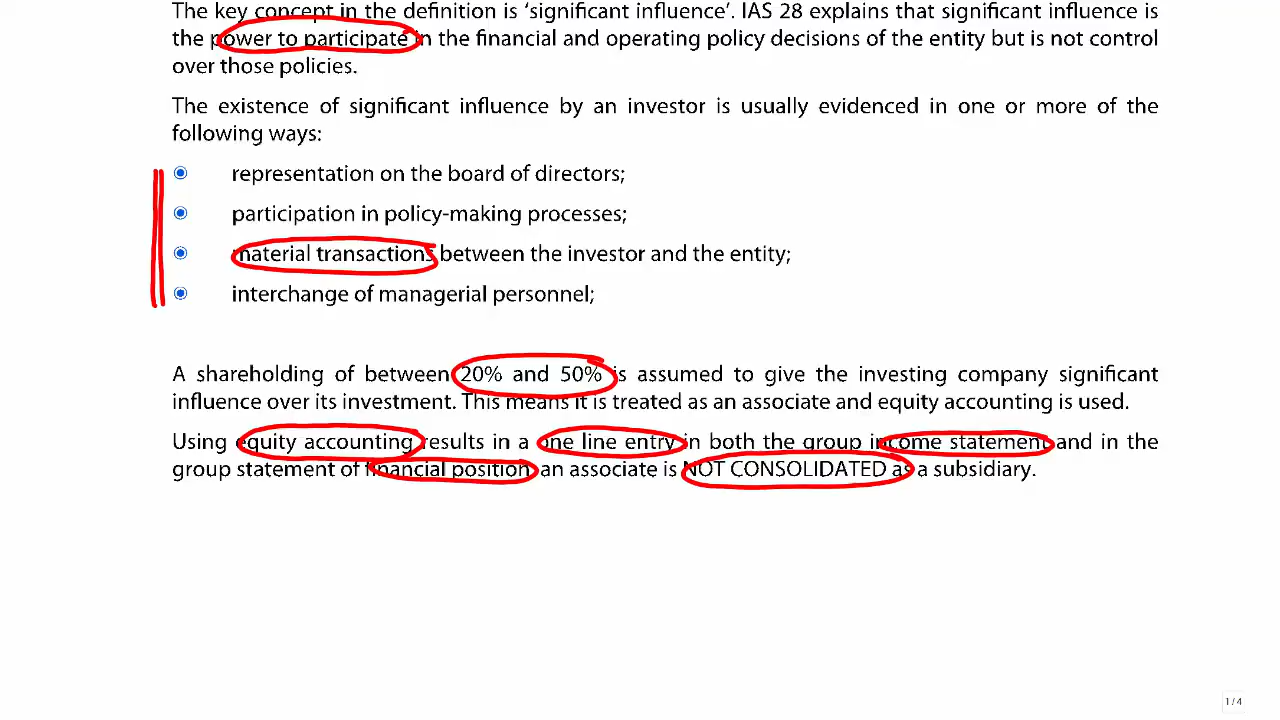 The key concept in the definition is ‘significant influence’. IAS 28 explains that significant influence is
the power to participate in the financial and operating policy decisions of the entity but is not control
over those policies.
The existence of significant influence by an investor is usually evidenced in one or more of the
following ways:
representation on the board of directors;
participation in policy-making processes;
material transactions between the investor and the entity;
interchange of managerial personnel;
A shareholding of between 20% and 50% is assumed to give the investing company significant
influence over its investment. This means it is treated as an associate and equity accounting is used.
Using equity accounting results in a one line entry in both the group income statement and in the
group statement of financial position an associate is NOT CONSOLIDATED as a subsidiary.
1 / 4